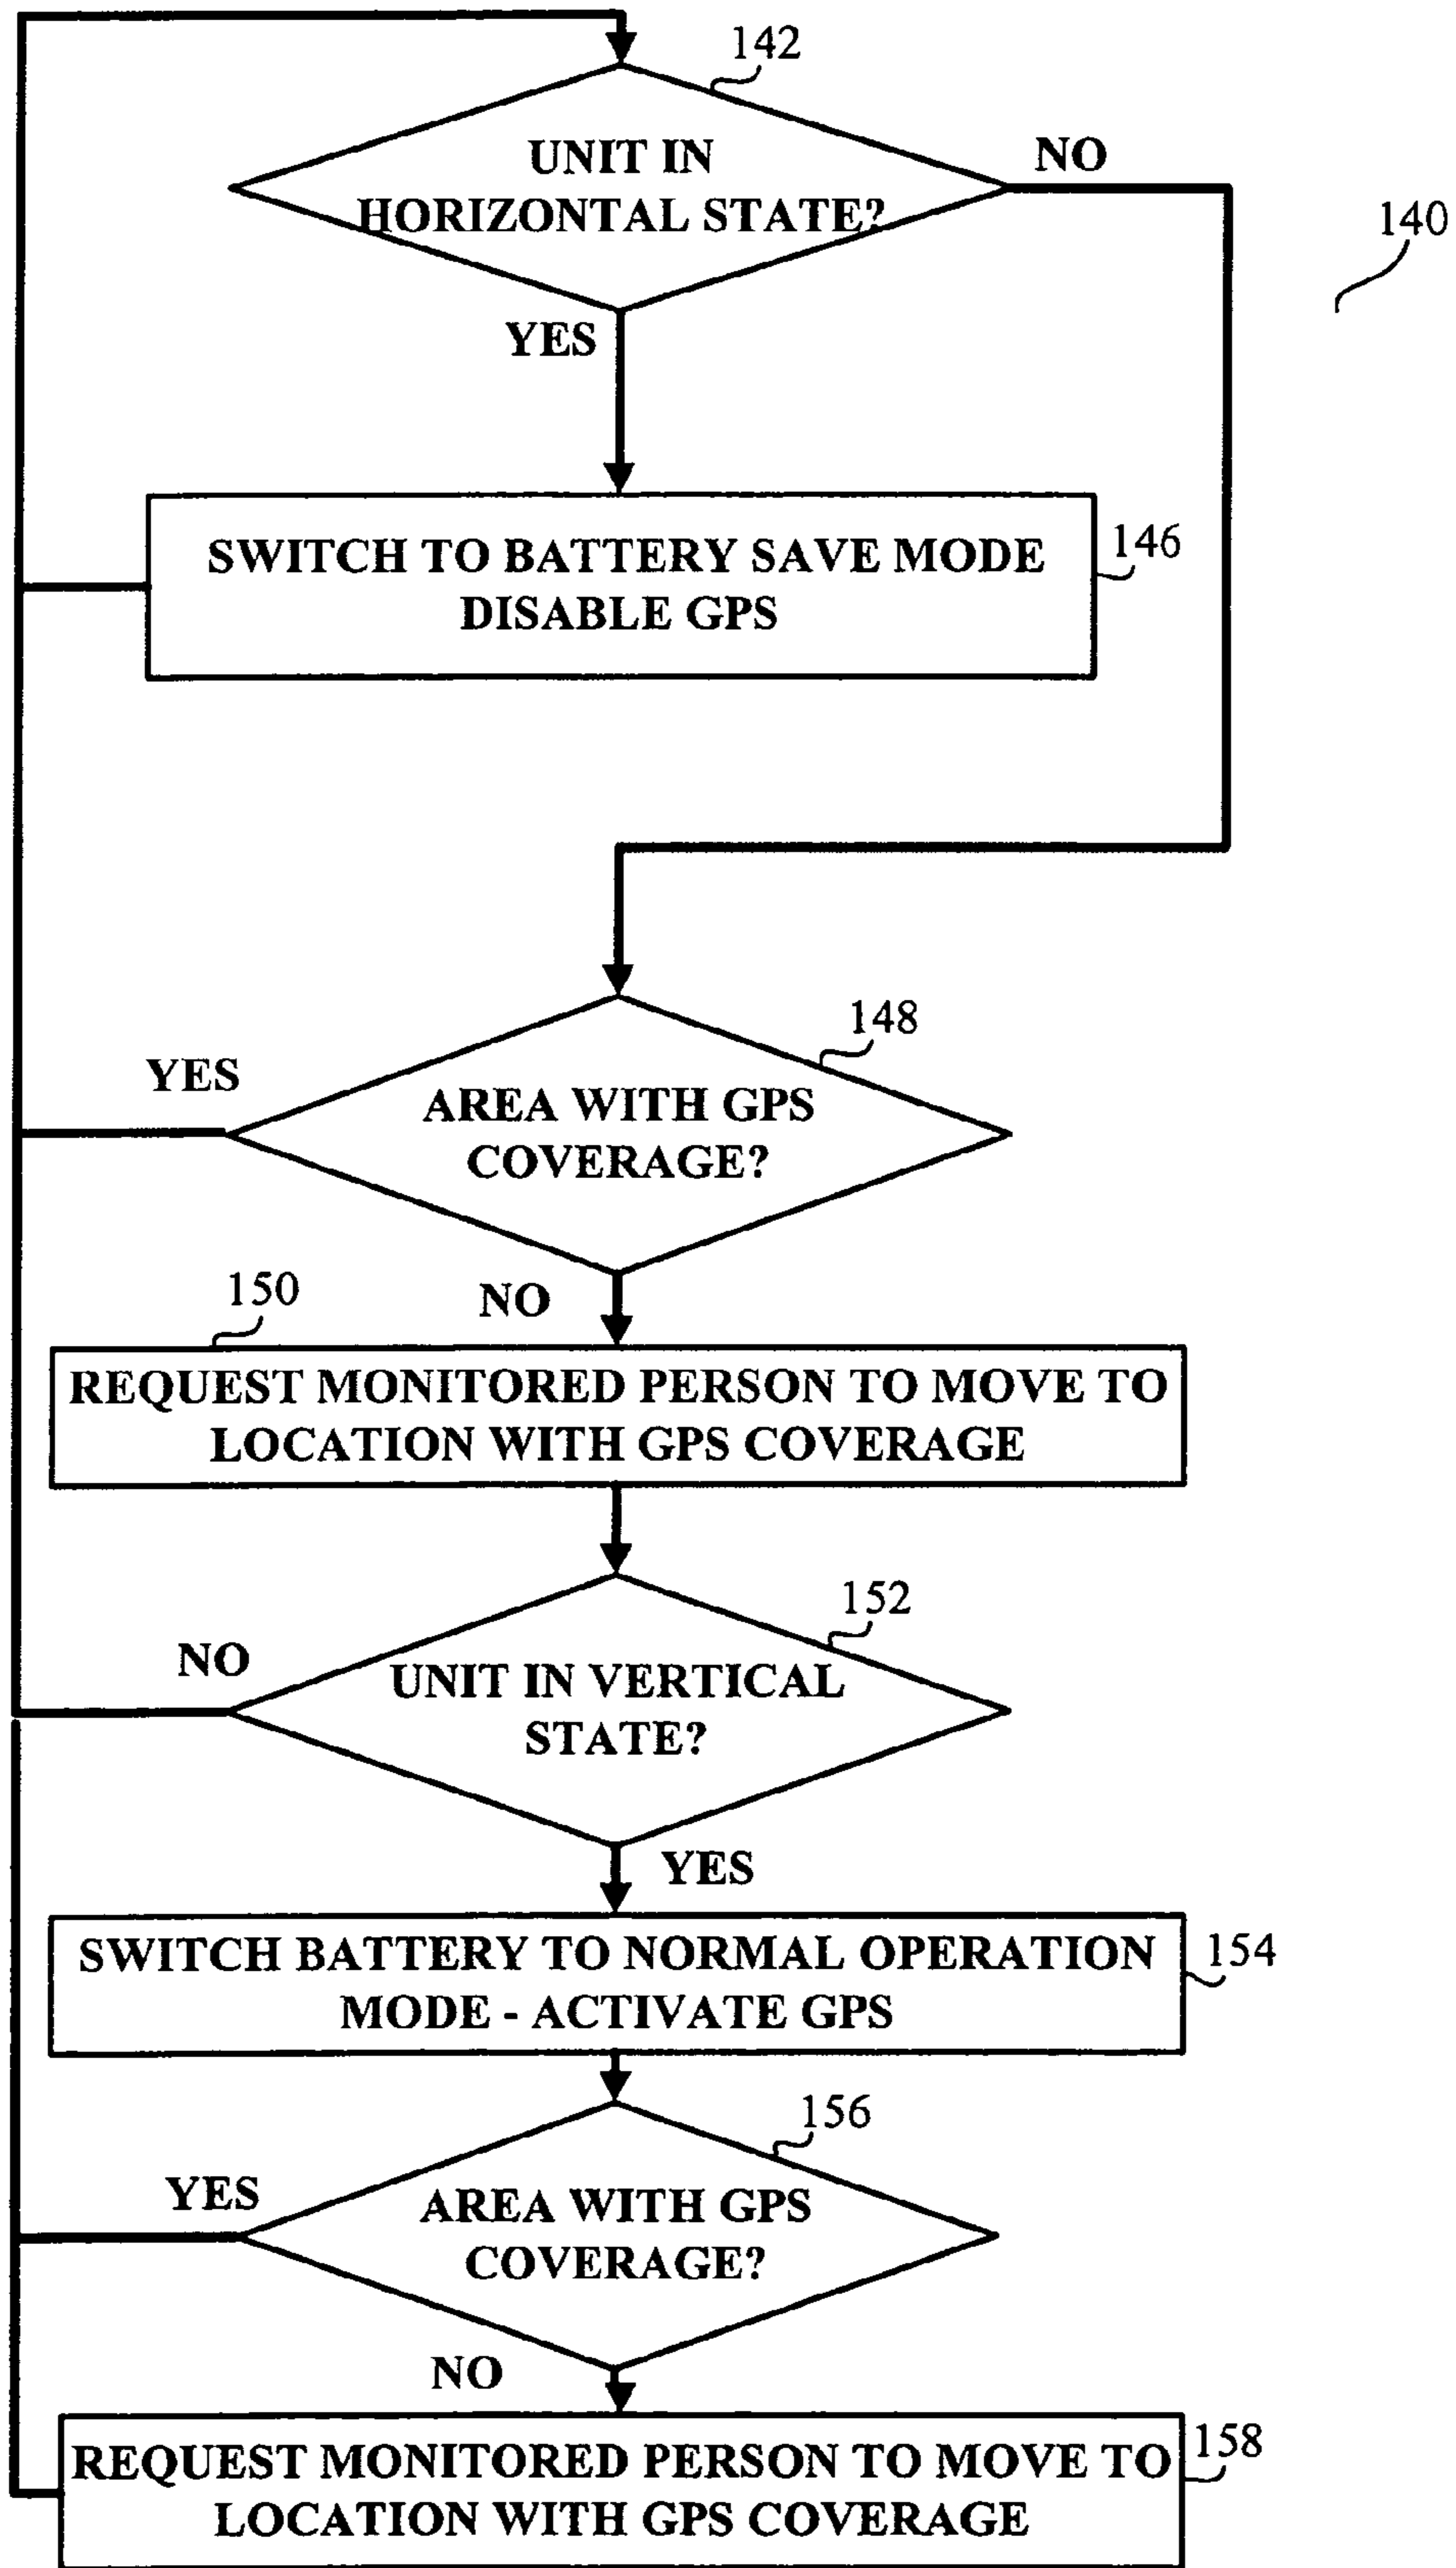 142
UNIT IN
HORIZONTAL STATE?
NO
140
YES
SWITCH TO BATTERY SAVE MODE
DISABLE GPS
146
148
YES
AREA WITH GPS
COVERAGE?
150
NO
REQUEST MONITORED PERSON TO MOVE TO
LOCATION WITH GPS COVERAGE
152
NO
UNIT IN VERTICAL
STATE?
YES
SWITCH BATTERY TO NORMAL OPERATION
MODE - ACTIVATE GPS
154
156
YES
AREA WITH GPS
COVERAGE?
NO
REQUEST MONITORED PERSON TO MOVE TO
LOCATION WITH GPS COVERAGE
158